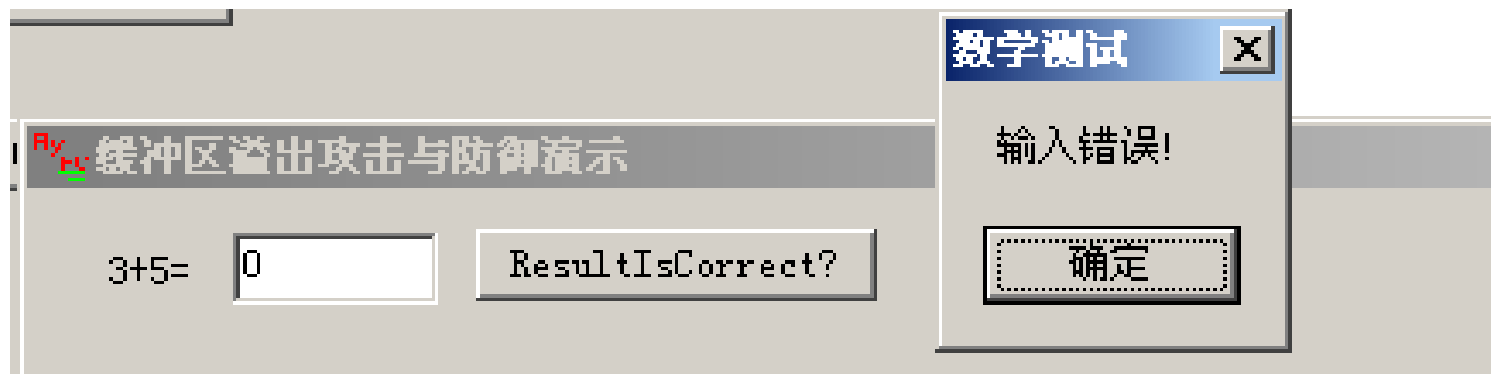 数学测试
缓冲区溢出攻击与防御演示
输入错误!
3+5=
0
ResultIsCorrect?
确定